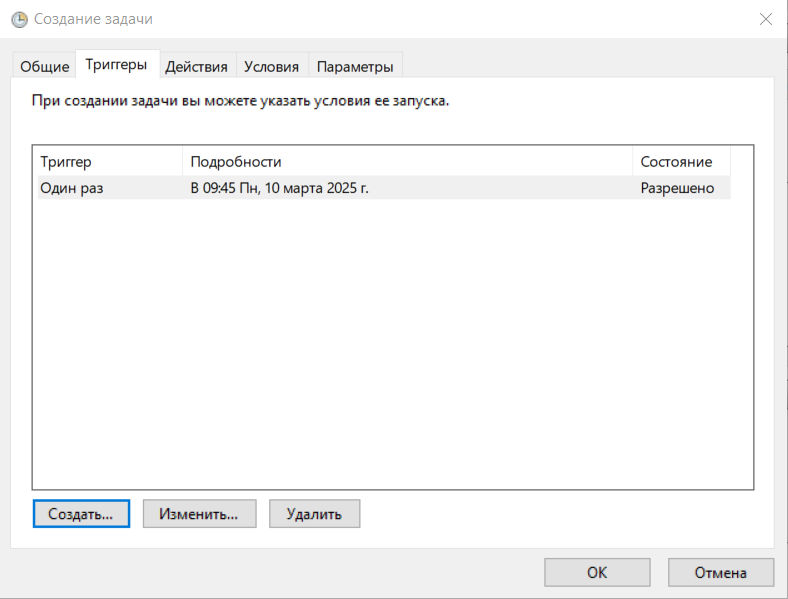 Создание задачи
Общие Триггеры Действия Условия Параметры
При создании задачи вы можете указать условия ее запуска.
Триггер Подробности Состояние
Один раз В 09:45 Пн, 10 марта 2025 г. Разрешено
Создать... Изменить... Удалить
ОК Отмена